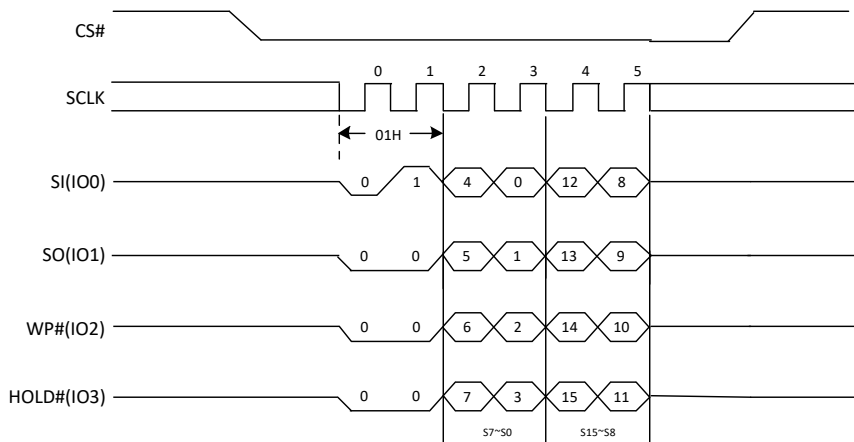 CS#
0 1 2 3 4 5
SCLK
01H
SI(IO0) 0 1 4 0 12 8
SO(IO1) 0 0 5 1 13 9
WP#(IO2) 0 0 6 2 14 10
HOLD#(IO3) 0 0 7 3 15 11
S7~S0 S15~S8